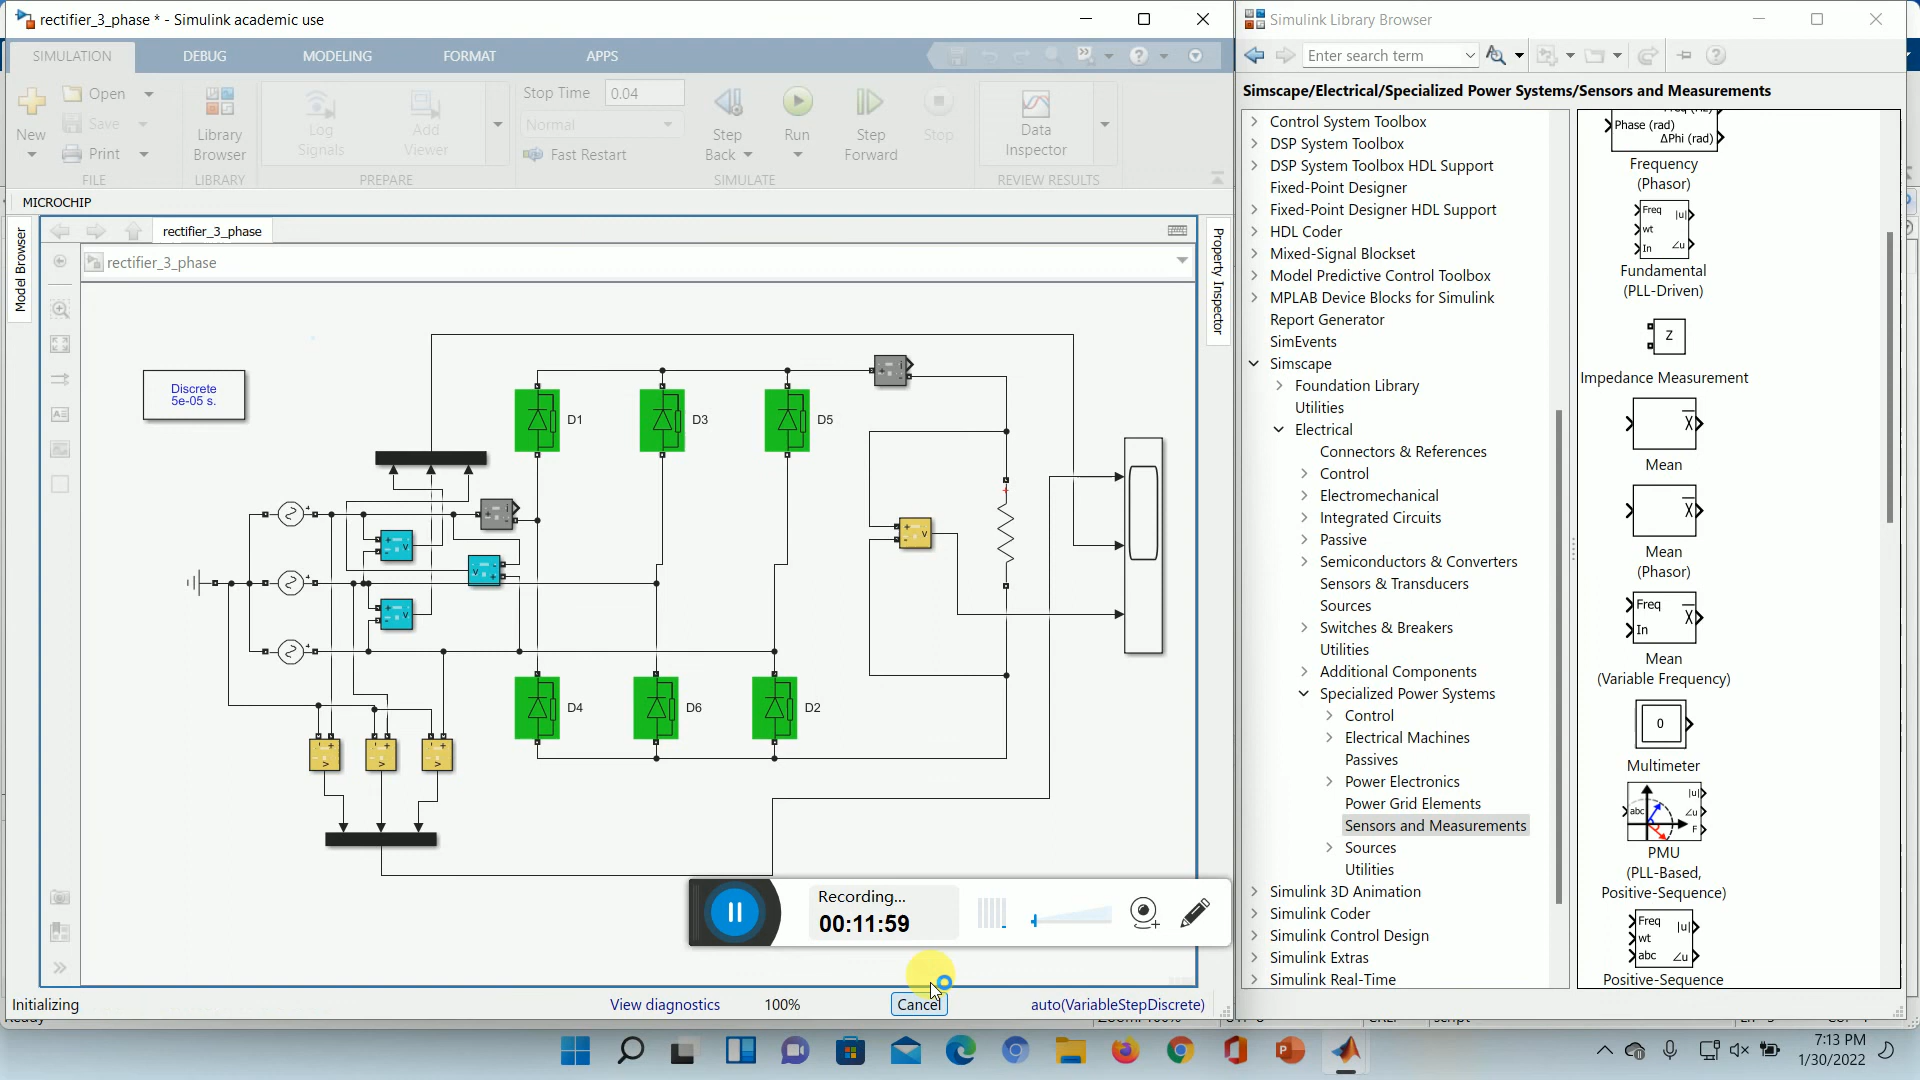 rectifier_3_phase * - Simulink academic use
SIMULATION
DEBUG
MODELING
FORMAT
APPS
New
Open
Save
Print
FILE
Library
Browser
LIBRARY
Log
Signals
Add
Viewer
PREPARE
Stop Time 0.04
Normal
Fast Restart
Step
Back
Run
Step
Forward
Stop
SIMULATE
Data
Inspector
REVIEW RESULTS
MICROCHIP
Model Browser
rectifier_3_phase
rectifier_3_phase
Property Inspector
Discrete
5e-05 s.
D1
D3
D5
D4
D6
D2
Recording...
00:11:59
Initializing
View diagnostics
100%
Cancel
auto(VariableStepDiscrete)
Simulink Library Browser
Enter search term
Simscape/Electrical/Specialized Power Systems/Sensors and Measurements
Control System Toolbox
DSP System Toolbox
DSP System Toolbox HDL Support
Fixed-Point Designer
Fixed-Point Designer HDL Support
HDL Coder
Mixed-Signal Blockset
Model Predictive Control Toolbox
MPLAB Device Blocks for Simulink
Report Generator
SimEvents
Simscape
Foundation Library
Utilities
Electrical
Connectors & References
Control
Electromechanical
Integrated Circuits
Passive
Semiconductors & Converters
Sensors & Transducers
Sources
Switches & Breakers
Utilities
Additional Components
Specialized Power Systems
Control
Electrical Machines
Passives
Power Electronics
Power Grid Elements
Sensors and Measurements
Sources
Utilities
Simulink 3D Animation
Simulink Coder
Simulink Control Design
Simulink Extras
Simulink Real-Time
Phase (rad)
ΔPhi (rad)
Frequency
(Phasor)
Freq |u|
wt
In ∠u
Fundamental
(PLL-Driven)
Z
Impedance Measurement
X
Mean
X
Mean
(Phasor)
Freq
X
In
Mean
(Variable Frequency)
0
Multimeter
|u|
abc ∠u
F
PMU
(PLL-Based,
Positive-Sequence)
Freq |u|
wt
abc ∠u
Positive-Sequence
7:13 PM
1/30/2022